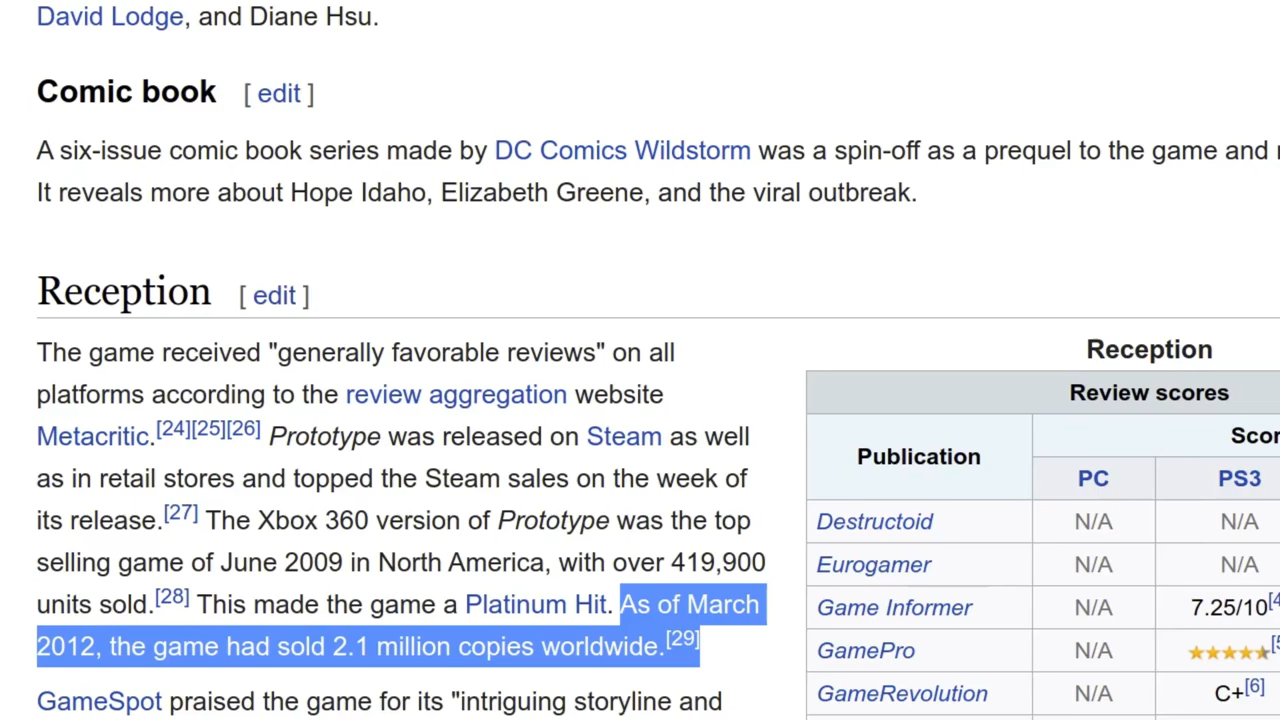 David Lodge, and Diane Hsu.
Comic book [ edit ]
A six-issue comic book series made by DC Comics Wildstorm was a spin-off as a prequel to the game and
It reveals more about Hope Idaho, Elizabeth Greene, and the viral outbreak.
Reception [ edit ]
The game received "generally favorable reviews" on all
platforms according to the review aggregation website
Metacritic.[24][25][26] Prototype was released on Steam as well
as in retail stores and topped the Steam sales on the week of
its release.[27] The Xbox 360 version of Prototype was the top
selling game of June 2009 in North America, with over 419,900
units sold.[28] This made the game a Platinum Hit. As of March
2012, the game had sold 2.1 million copies worldwide.[29]
GameSpot praised the game for its "intriguing storyline and
Reception
Review scores
Publication
Scor
PC PS3
Destructoid N/A N/A
Eurogamer N/A N/A
Game Informer N/A 7.25/10[4
GamePro N/A ★★★★★[5
GameRevolution N/A C+[6]